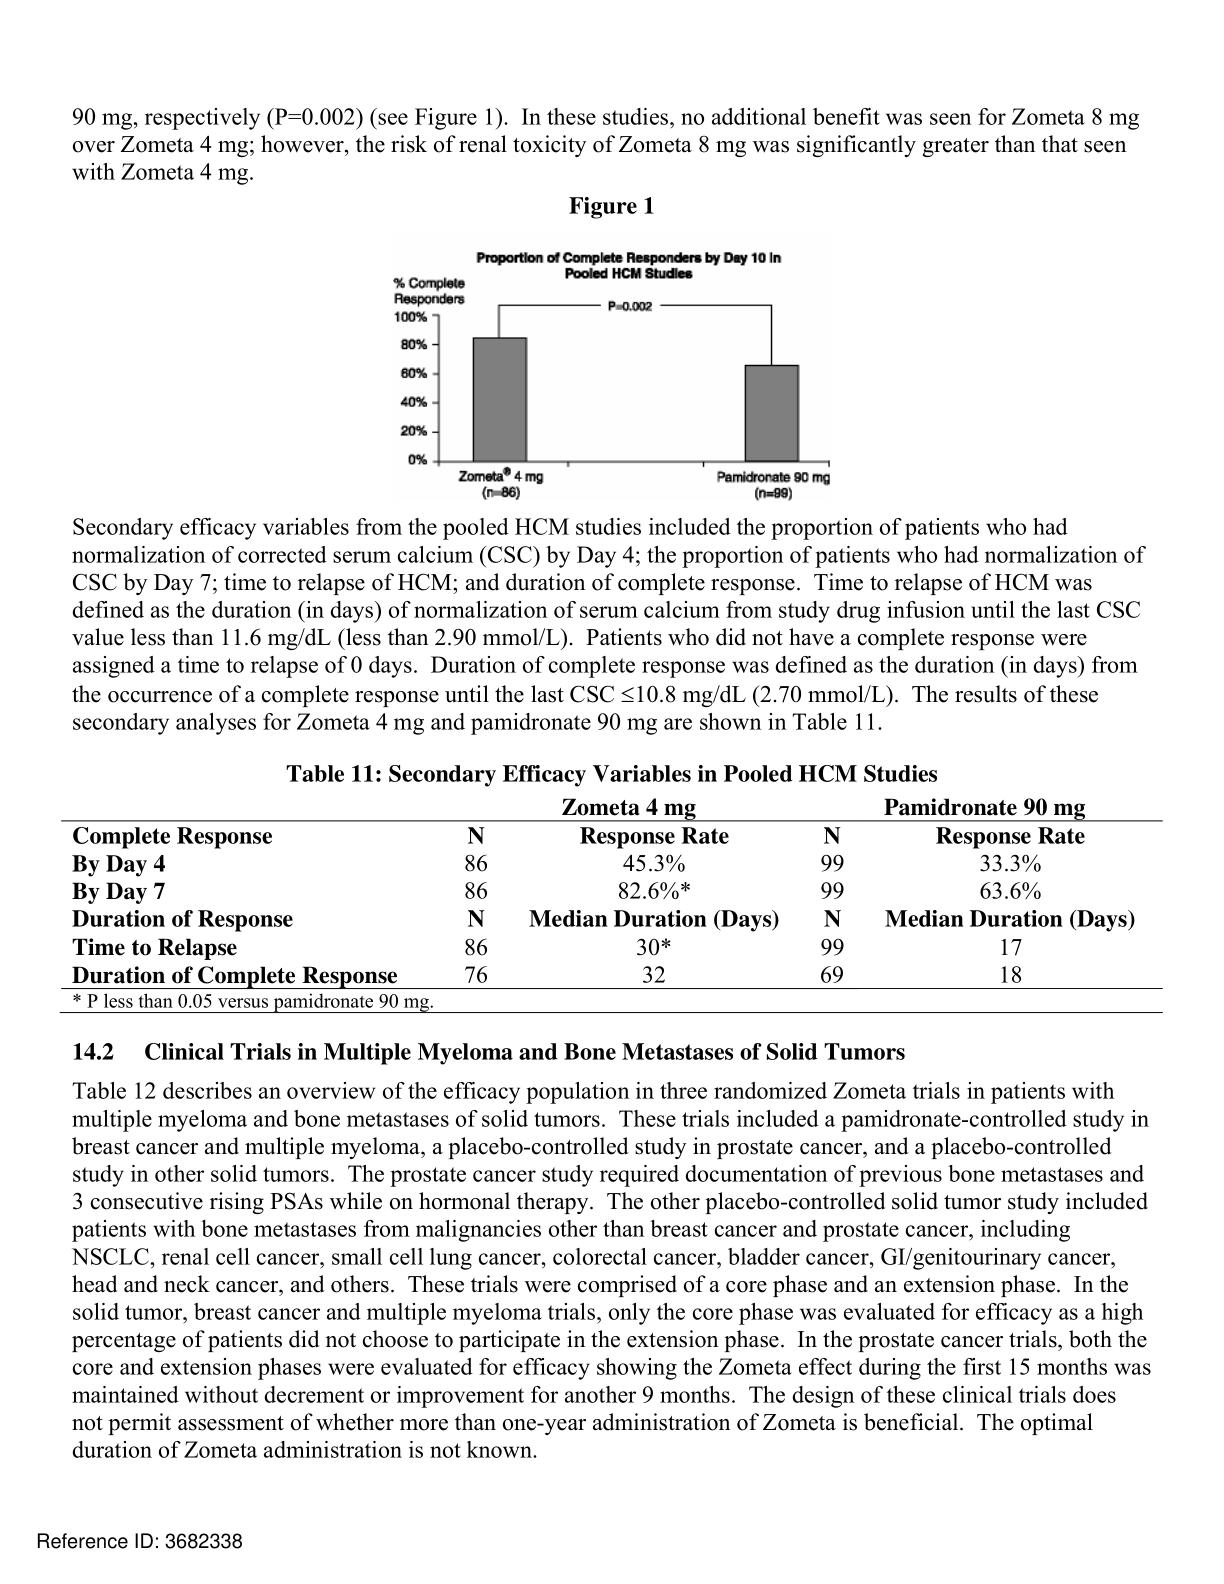 90 mg, respectively (P=0.002) (see Figure 1).  In these studies, no additional benefit was seen for Zometa 8 mg
over Zometa 4 mg; however, the risk of renal toxicity of Zometa 8 mg was significantly greater than that seen
with Zometa 4 mg.
Figure 1
Proportion of Complete Responders by Day 10 in
Pooled HCM Studies
% Complete
Responders
P=0.002
100%
80%
60%
40%
20%
0%
Zometa® 4 mg Pamidronate 90 mg
(n=86) (n=99)
Secondary efficacy variables from the pooled HCM studies included the proportion of patients who had
normalization of corrected serum calcium (CSC) by Day 4; the proportion of patients who had normalization of
CSC by Day 7; time to relapse of HCM; and duration of complete response.  Time to relapse of HCM was
defined as the duration (in days) of normalization of serum calcium from study drug infusion until the last CSC
value less than 11.6 mg/dL (less than 2.90 mmol/L).  Patients who did not have a complete response were
assigned a time to relapse of 0 days.  Duration of complete response was defined as the duration (in days) from
the occurrence of a complete response until the last CSC ≤10.8 mg/dL (2.70 mmol/L).  The results of these
secondary analyses for Zometa 4 mg and pamidronate 90 mg are shown in Table 11.
Table 11: Secondary Efficacy Variables in Pooled HCM Studies
Zometa 4 mg Pamidronate 90 mg
Complete Response N Response Rate N Response Rate
By Day 4 86 45.3% 99 33.3%
By Day 7 86 82.6%* 99 63.6%
Duration of Response N Median Duration (Days) N Median Duration (Days)
Time to Relapse 86 30* 99 17
Duration of Complete Response 76 32 69 18
* P less than 0.05 versus pamidronate 90 mg.
14.2 Clinical Trials in Multiple Myeloma and Bone Metastases of Solid Tumors
Table 12 describes an overview of the efficacy population in three randomized Zometa trials in patients with
multiple myeloma and bone metastases of solid tumors.  These trials included a pamidronate-controlled study in
breast cancer and multiple myeloma, a placebo-controlled study in prostate cancer, and a placebo-controlled
study in other solid tumors.  The prostate cancer study required documentation of previous bone metastases and
3 consecutive rising PSAs while on hormonal therapy.  The other placebo-controlled solid tumor study included
patients with bone metastases from malignancies other than breast cancer and prostate cancer, including
NSCLC, renal cell cancer, small cell lung cancer, colorectal cancer, bladder cancer, GI/genitourinary cancer,
head and neck cancer, and others.  These trials were comprised of a core phase and an extension phase.  In the
solid tumor, breast cancer and multiple myeloma trials, only the core phase was evaluated for efficacy as a high
percentage of patients did not choose to participate in the extension phase.  In the prostate cancer trials, both the
core and extension phases were evaluated for efficacy showing the Zometa effect during the first 15 months was
maintained without decrement or improvement for another 9 months.  The design of these clinical trials does
not permit assessment of whether more than one-year administration of Zometa is beneficial.  The optimal
duration of Zometa administration is not known.
Reference ID: 3682338